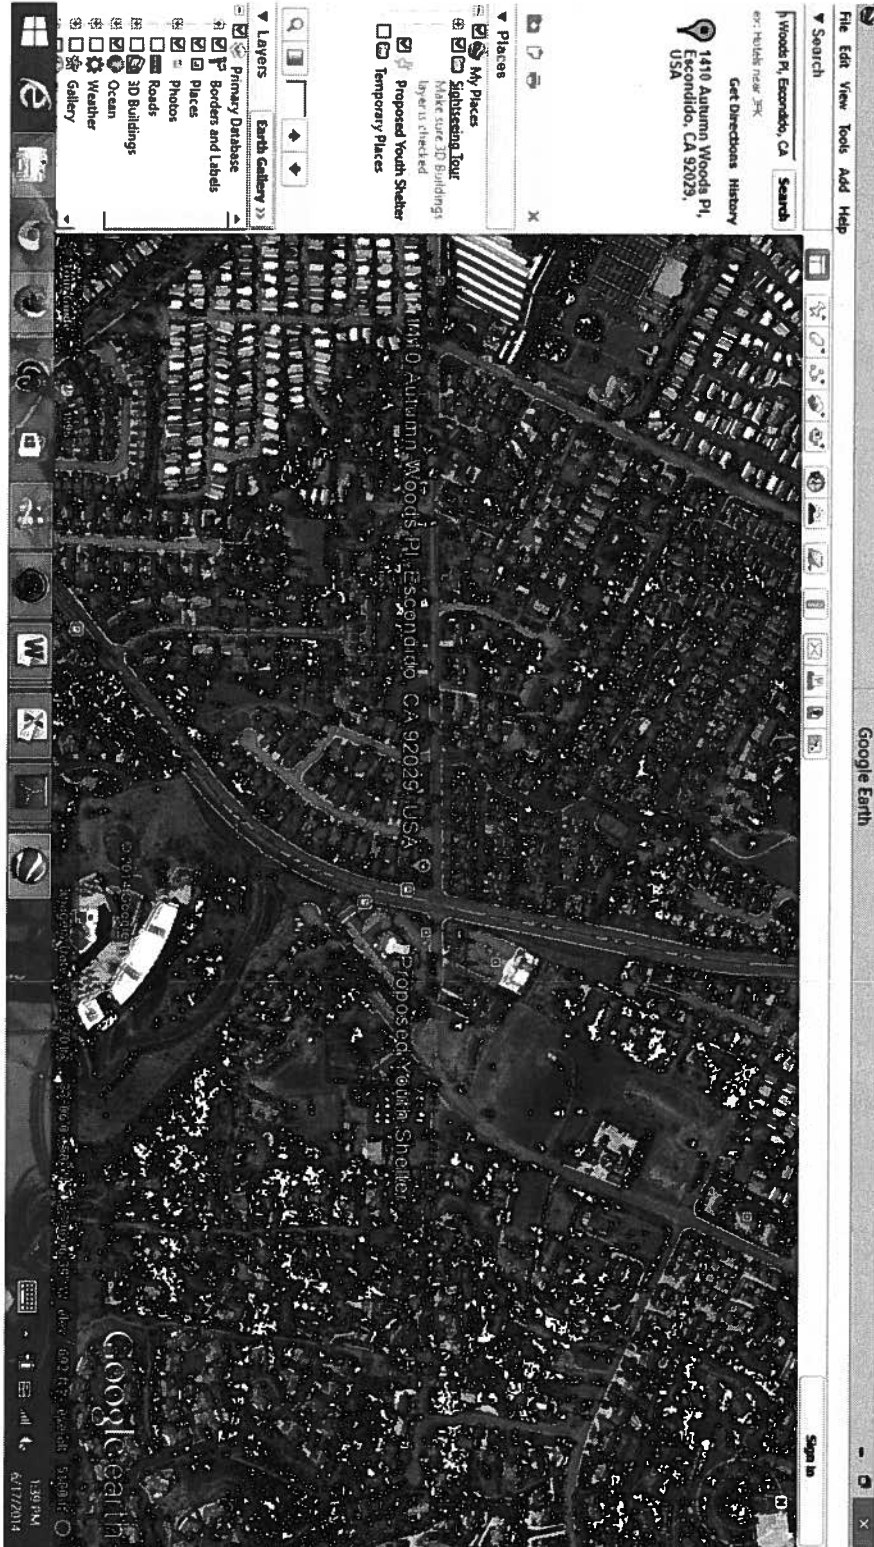 Google Earth
File Edit View Tools Add Help
▼ Search
h Woods Pl, Escondido, CA
Search
ex: Hotels near JFK
Get Directions History
1410 Autumn Woods Pl,
Escondido, CA 92029,
USA
▼ Places
My Places
Sightseeing Tour
Make sure 3D Buildings
layer is checked
Proposed Youth Shelter
Temporary Places
▼ Layers
Earth Gallery >>
Primary Database
Borders and Labels
Places
Photos
Roads
3D Buildings
Ocean
Weather
Gallery
Sign in
1410 Autumn Woods Pl, Escondido, CA 92029, USA
Proposed Youth Shelter
Google earth
1:39 PM
6/17/2014